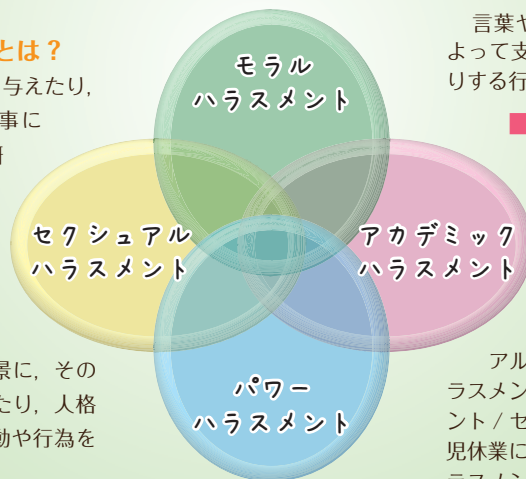 とは？
与えたり，
事に
モラル
ハラスメント
言葉や
よって支
りする行
セクシュアル
ハラスメント
アカデミック
ハラスメント
パワー
ハラスメント
景に，その
たり，人格
動や行為を
アル
ラスメン
ント / セ
児休業に
ラスメン